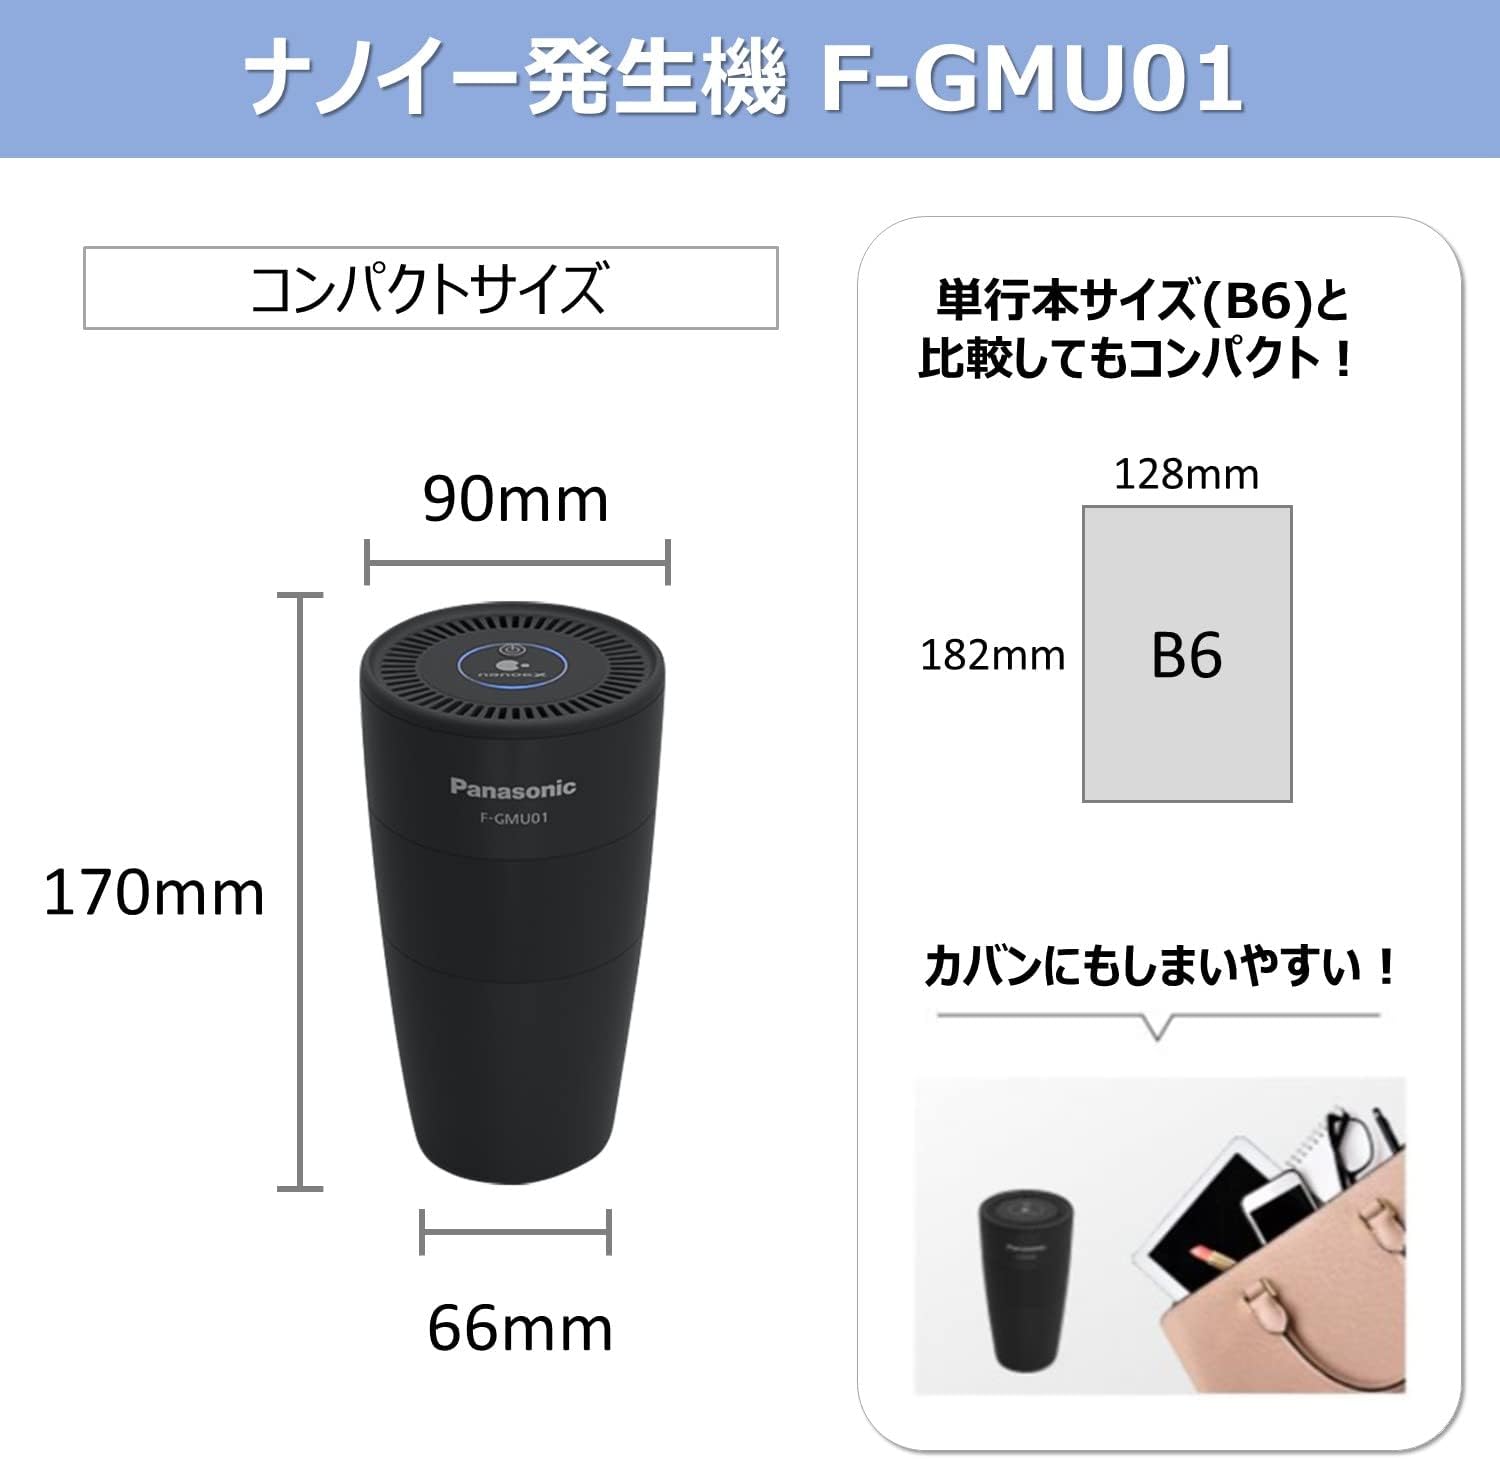 ナノイー発生機 F-GMU01
コンパクトサイズ
90mm
170mm
nanoeX
Panasonic
F-GMU01
66mm
単行本サイズ(B6)と
比較してもコンパクト！
128mm
182mm
B6
カバンにもしまいやすい！
Panasonic